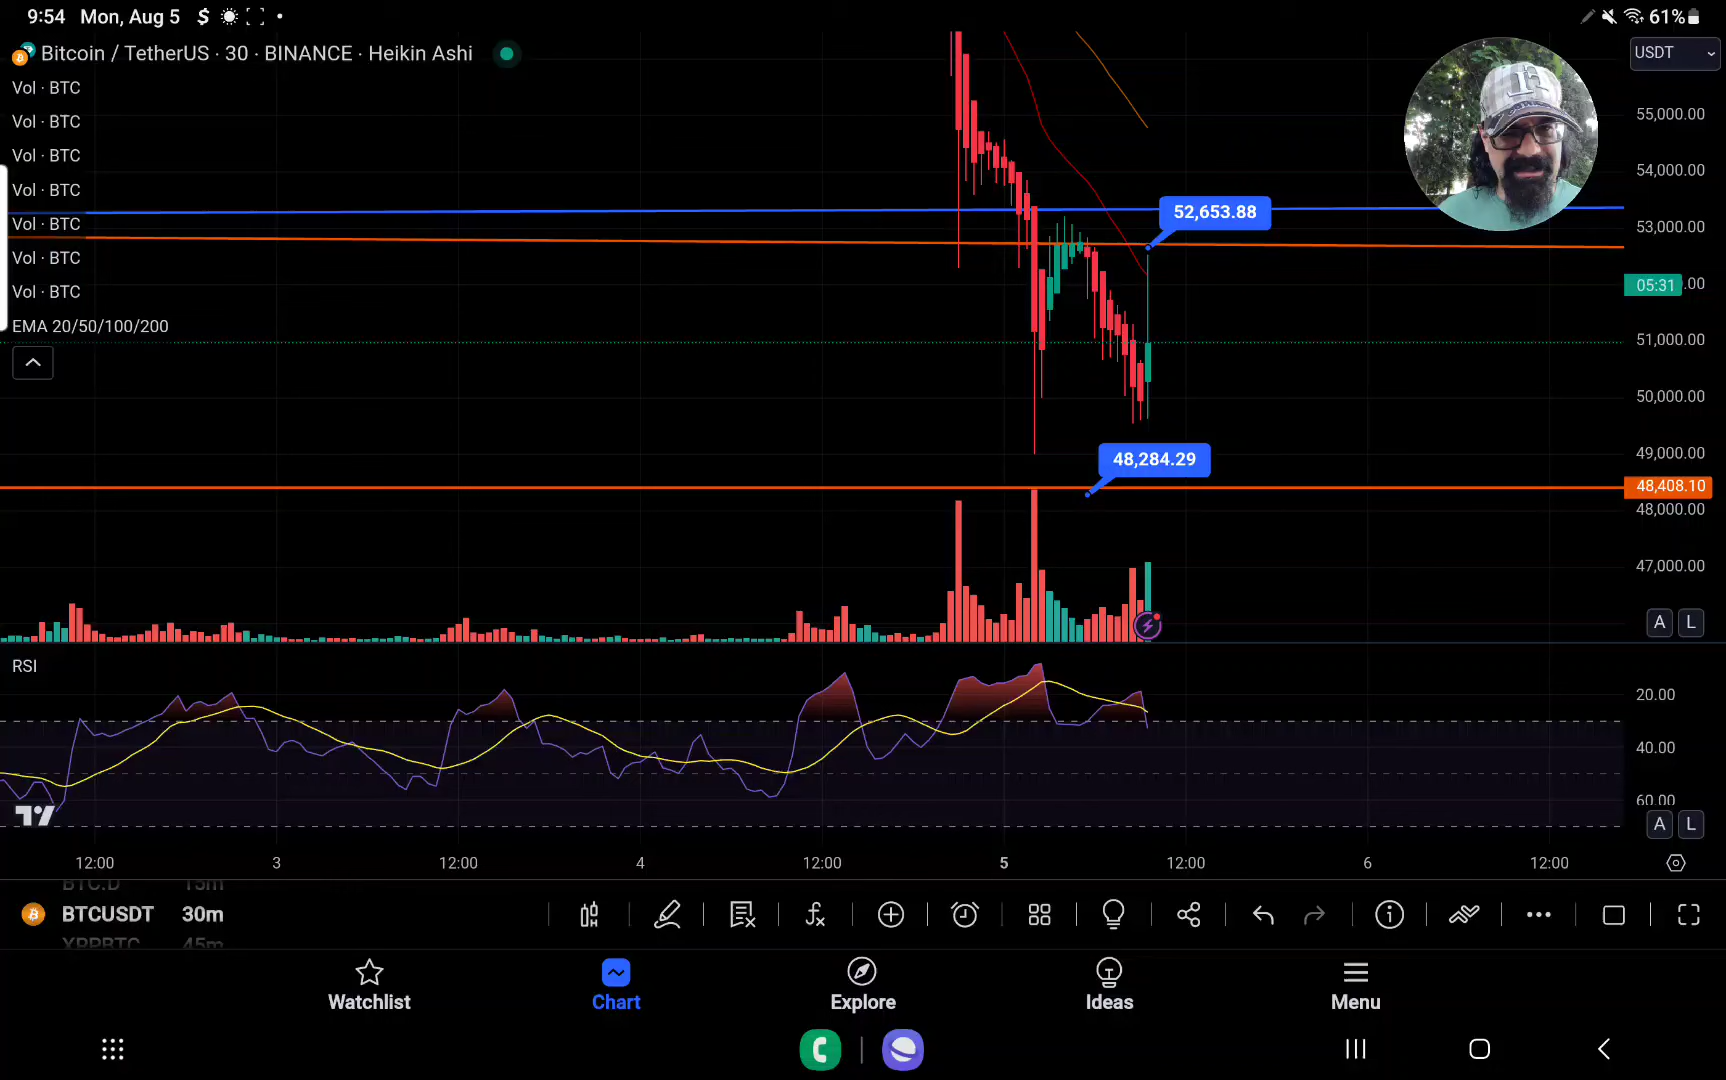 9:54 Mon, Aug 5 $
61%
Bitcoin / TetherUS · 30 · BINANCE · Heikin Ashi
USDT
Vol · BTC
Vol · BTC
Vol · BTC
Vol · BTC
Vol · BTC
Vol · BTC
Vol · BTC
EMA 20/50/100/200
55,000.00
54,000.00
52,653.88
53,000.00
05:31
.00
51,000.00
50,000.00
49,000.00
48,284.29
48,408.10
48,000.00
47,000.00
A L
RSI
20.00
40.00
60.00
A L
12:00 3 12:00 4 12:00 5 12:00 6 12:00
BTC.D 15m
BTCUSDT 30m
XRPBTC 45m
Watchlist Chart Explore Ideas Menu